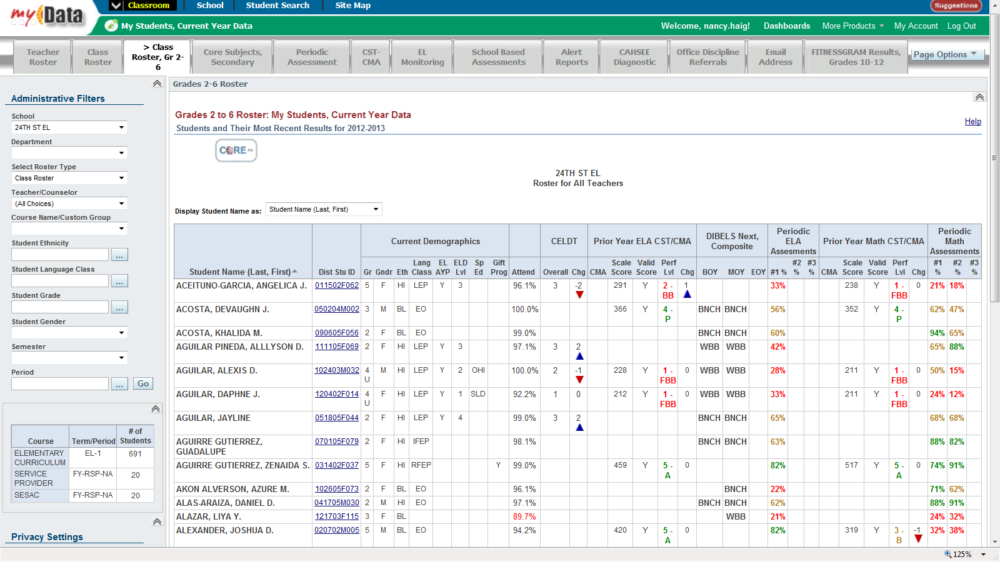 Classroom School Student Search Site Map Suggestions
my Data
My Students, Current Year Data Welcome, nancy.haig! Dashboards More Products My Account Log Out
Teacher Roster Class Roster > Class Roster, Gr 2-6 Core Subjects, Secondary Periodic Assessment CST-CMA EL Monitoring School Based Assessments Alert Reports CAHSEE Diagnostic Office Discipline Referrals Email Address FITNESSGRAM Results, Grades 10-12 Page Options
Administrative Filters
School
24TH ST EL
Department
Select Roster Type
Class Roster
Teacher/Counselor
(All Choices)
Course Name/Custom Group
Student Ethnicity
...
Student Language Class
...
Student Grade
...
Student Gender
Semester
Period
... Go
Course Term/Period # of Students
ELEMENTARY CURRICULUM EL-1 691
SERVICE PROVIDER FY-RSP-NA 20
SESAC FY-RSP-NA 20
Privacy Settings
Grades 2-6 Roster
Grades 2 to 6 Roster: My Students, Current Year Data
Help
Students and Their Most Recent Results for 2012-2013
CORE
24TH ST EL
Roster for All Teachers
Display Student Name as: Student Name (Last, First)
Current Demographics CELDT Prior Year ELA CST/CMA DIBELS Next, Composite Periodic ELA Assesments Prior Year Math CST/CMA Periodic Math Assessments
Student Name (Last, First) Dist Stu ID Gr Gndr Eth Lang Class EL AYP ELD Lvl Sp Ed Gift Prog Attend Overall Chg CMA Scale Score Valid Score Perf Lvl Chg BOY MOY EOY #1 % #2 % #3 % CMA Scale Score Valid Score Perf Lvl Chg #1 % #2 % #3 %
ACEITUNO-GARCIA, ANGELICA J. 011502F062 5 F HI LEP Y 3 96.1% 3 -2 291 Y 2 - BB 1 33% 238 Y 1 - FBB 0 21% 18%
ACOSTA, DEVAUGHN J. 050204M002 3 M BL EO 100.0% 366 Y 4 - P BNCH BNCH 56% 352 Y 4 - P 62% 47%
ACOSTA, KHALIDA M. 090605F056 2 F BL EO 99.0% BNCH BNCH 60% 94% 65%
AGUILAR PINEDA, ALLLYSON D. 111105F069 2 F HI LEP Y 3 97.1% 3 2 WBB WBB 42% 65% 88%
AGUILAR, ALEXIS D. 102403M032 4 U M HI LEP Y 2 OHI 100.0% 2 -1 228 Y 1 - FBB 0 WBB WBB 28% 211 Y 1 - FBB 0 50% 15%
AGUILAR, DAPHNE J. 120402F014 4 U F HI LEP Y 1 SLD 92.2% 1 0 212 Y 1 - FBB 0 WBB WBB 33% 211 Y 1 - FBB 0 24% 12%
AGUILAR, JAYLINE 051805F044 2 F HI LEP Y 4 99.0% 3 2 BNCH BNCH 65% 68% 68%
AGUIRRE GUTIERREZ, GUADALUPE 070105F079 2 F HI IFEP 98.1% BNCH BNCH 63% 88% 82%
AGUIRRE GUTIERREZ, ZENAIDA S. 031402F037 5 F HI RFEP Y 99.0% 459 Y 5 - A 0 82% 517 Y 5 - A 0 74% 91%
AKON ALVERSON, AZURE M. 102605F073 2 F BL EO 96.1% BNCH 22% 71% 62%
ALAS-ARAIZA, DANIEL D. 041705M030 2 M HI EO 97.1% BNCH BNCH 62% 88% 91%
ALAZAR, LIYA Y. 121703F115 3 F BL 89.7% WBB 21% 24% 32%
ALEXANDER, JOSHUA D. 020702M005 5 M BL EO 94.2% 420 Y 5 - A 0 82% 319 Y 3 - B -1 32% 38%
125%